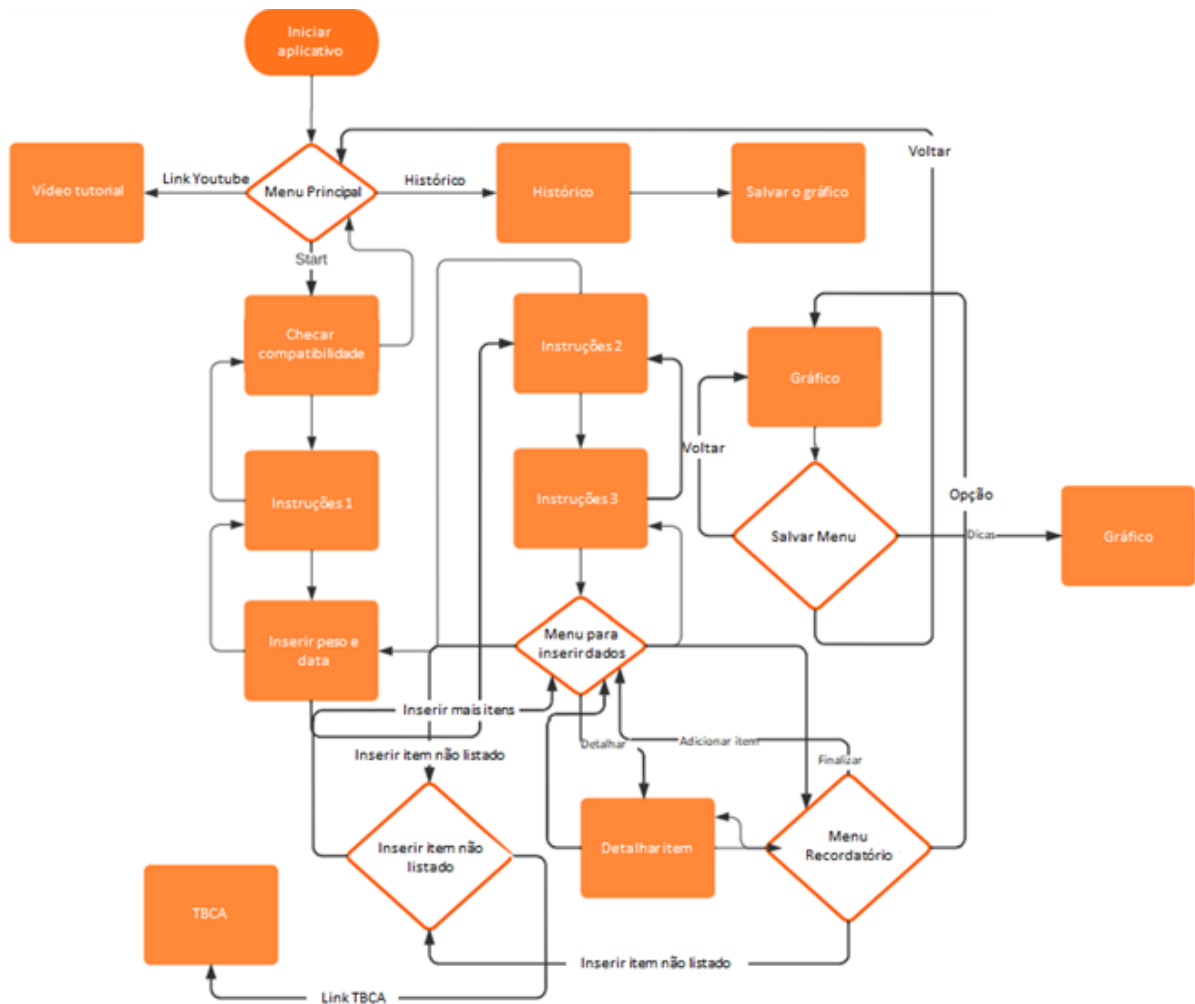 Iniciar
aplicativo
Voltar
Vídeo tutorial
Link Youtube
Menu Principal
Histórico
Histórico
Salvar o gráfico
Start
Checar
compatibilidade
Instruções 2
Gráfico
Voltar
Instruções 1
Instruções 3
Opção
Salvar Menu
Dicas
Gráfico
Inserir peso e
data
Menu para
inserir dados
Inserir mais itens
Detalhar
Adicionar item
Inserir item não listado
Finalizar
Inserir item não
listado
Detalhar item
Menu
Recordatório
TBCA
Inserir item não listado
Link TBCA